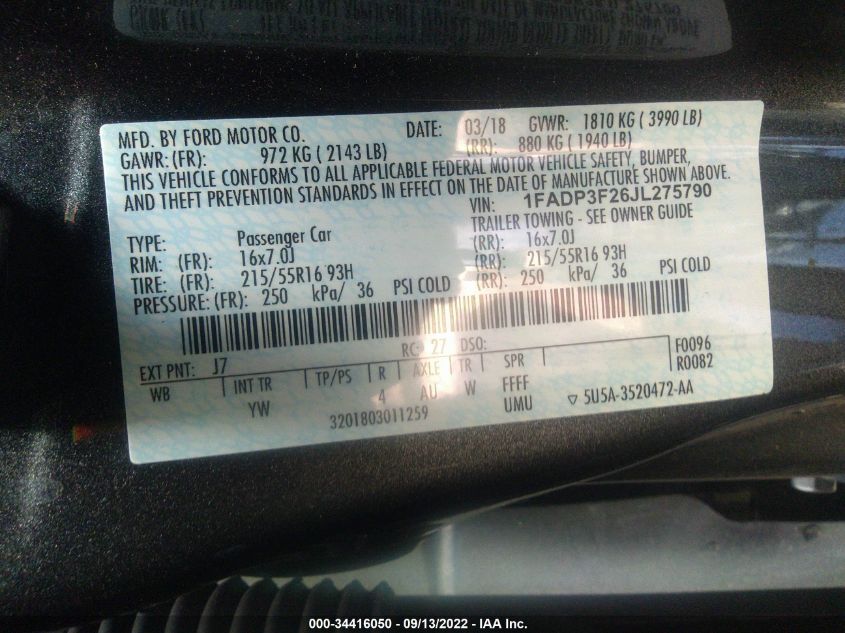 MFD. BY FORD MOTOR CO. DATE: 03/18 GVWR: 1810 KG ( 3990 LB)
GAWR:(FR): 972 KG ( 2143 LB) (RR): 880 KG ( 1940 LB)
THIS VEHICLE CONFORMS TO ALL APPLICABLE FEDERAL MOTOR VEHICLE SAFETY, BUMPER,
AND THEFT PREVENTION STANDARDS IN EFFECT ON THE DATE OF MANUFACTURE SHOWN ABOVE.
VIN: 1FADP3F26JL275790
TRAILER TOWING - SEE OWNER GUIDE
TYPE: Passenger Car
RIM: (FR): 16x7.0J (RR): 16x7.0J
TIRE: (FR): 215/55R16 93H (RR): 215/55R16 93H
PRESSURE: (FR): 250 kPa/ 36 PSI COLD (RR): 250 kPa/ 36 PSI COLD
EXT PNT: J7 RC: 27 DSO: F0096
R0082
WB INT TR TP/PS R AXLE TR SPR
YW 4 AU W FFFF
UMU
3201803011259 ▽ 5U5A-3520472-AA
000-34416050 - 09/13/2022 - IAA Inc.